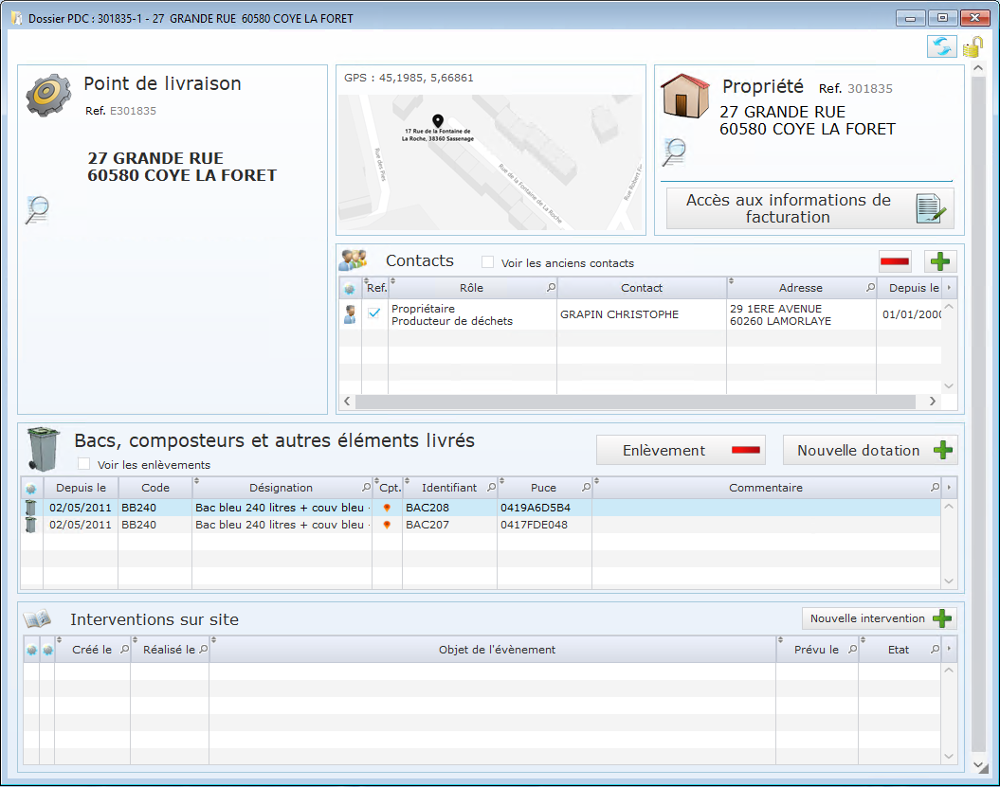 Dossier PDC : 301835-1 - 27 GRANDE RUE 60580 COYE LA FORET
Point de livraison
Ref. E301835
27 GRANDE RUE
60580 COYE LA FORET
GPS : 45,1985, 5,66861
17 Rue de la Fontaine de
La Roche, 38360 Sassenage
Rue des Pies
Rue de la Fontaine de La Roche
Rue Robert
Propriété Ref. 301835
27 GRANDE RUE
60580 COYE LA FORET
Accès aux informations de
facturation
Contacts Voir les anciens contacts
Ref. Rôle Contact Adresse Depuis le
Propriétaire
Producteur de déchets
GRAPIN CHRISTOPHE
29 1ERE AVENUE
60260 LAMORLAYE
01/01/2000
Bacs, composteurs et autres éléments livrés
Voir les enlèvements
Enlèvement
Nouvelle dotation
Depuis le Code Désignation Cpt. Identifiant Puce Commentaire
02/05/2011 BB240 Bac bleu 240 litres + couv bleu BAC208 0419A6D5B4
02/05/2011 BB240 Bac bleu 240 litres + couv bleu BAC207 0417FDE048
Interventions sur site
Nouvelle intervention
Créé le Réalisé le Objet de l'évènement Prévu le Etat